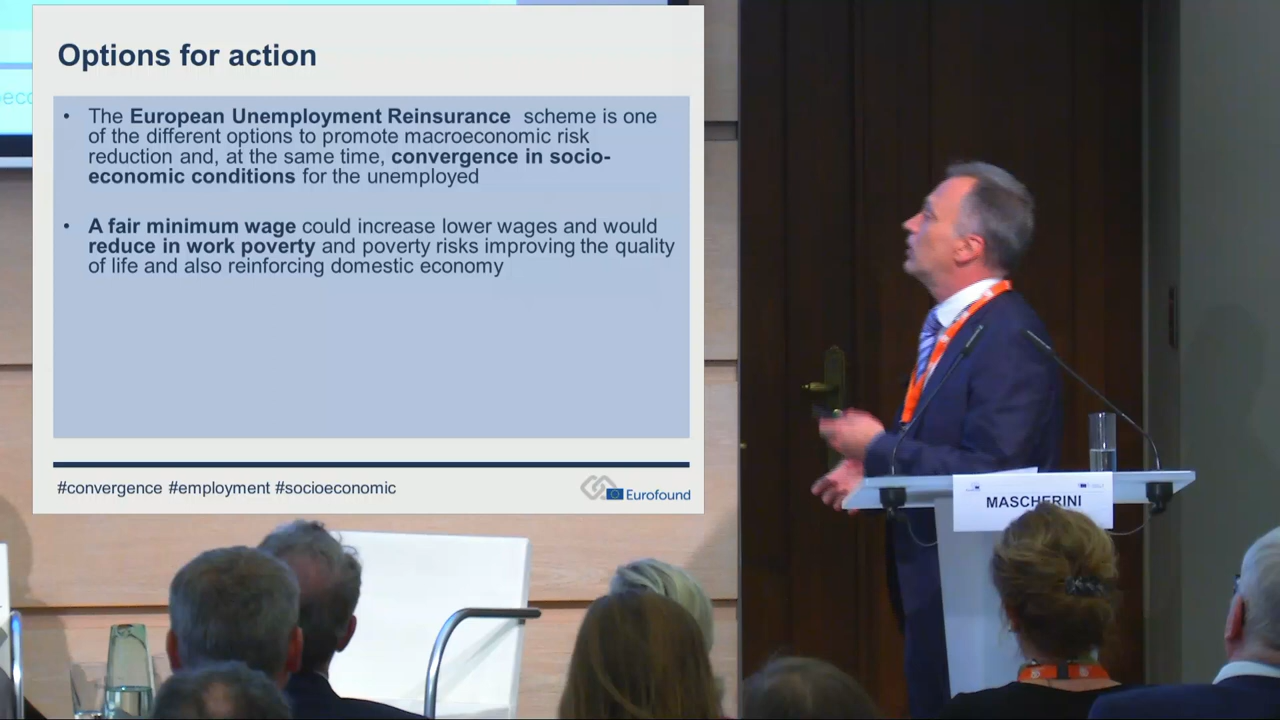 Options for action
• The European Unemployment Reinsurance scheme is one
of the different options to promote macroeconomic risk
reduction and, at the same time, convergence in socio-
economic conditions for the unemployed
• A fair minimum wage could increase lower wages and would
reduce in work poverty and poverty risks improving the quality
of life and also reinforcing domestic economy
#convergence #employment #socioeconomic
Eurofound
MASCHERINI